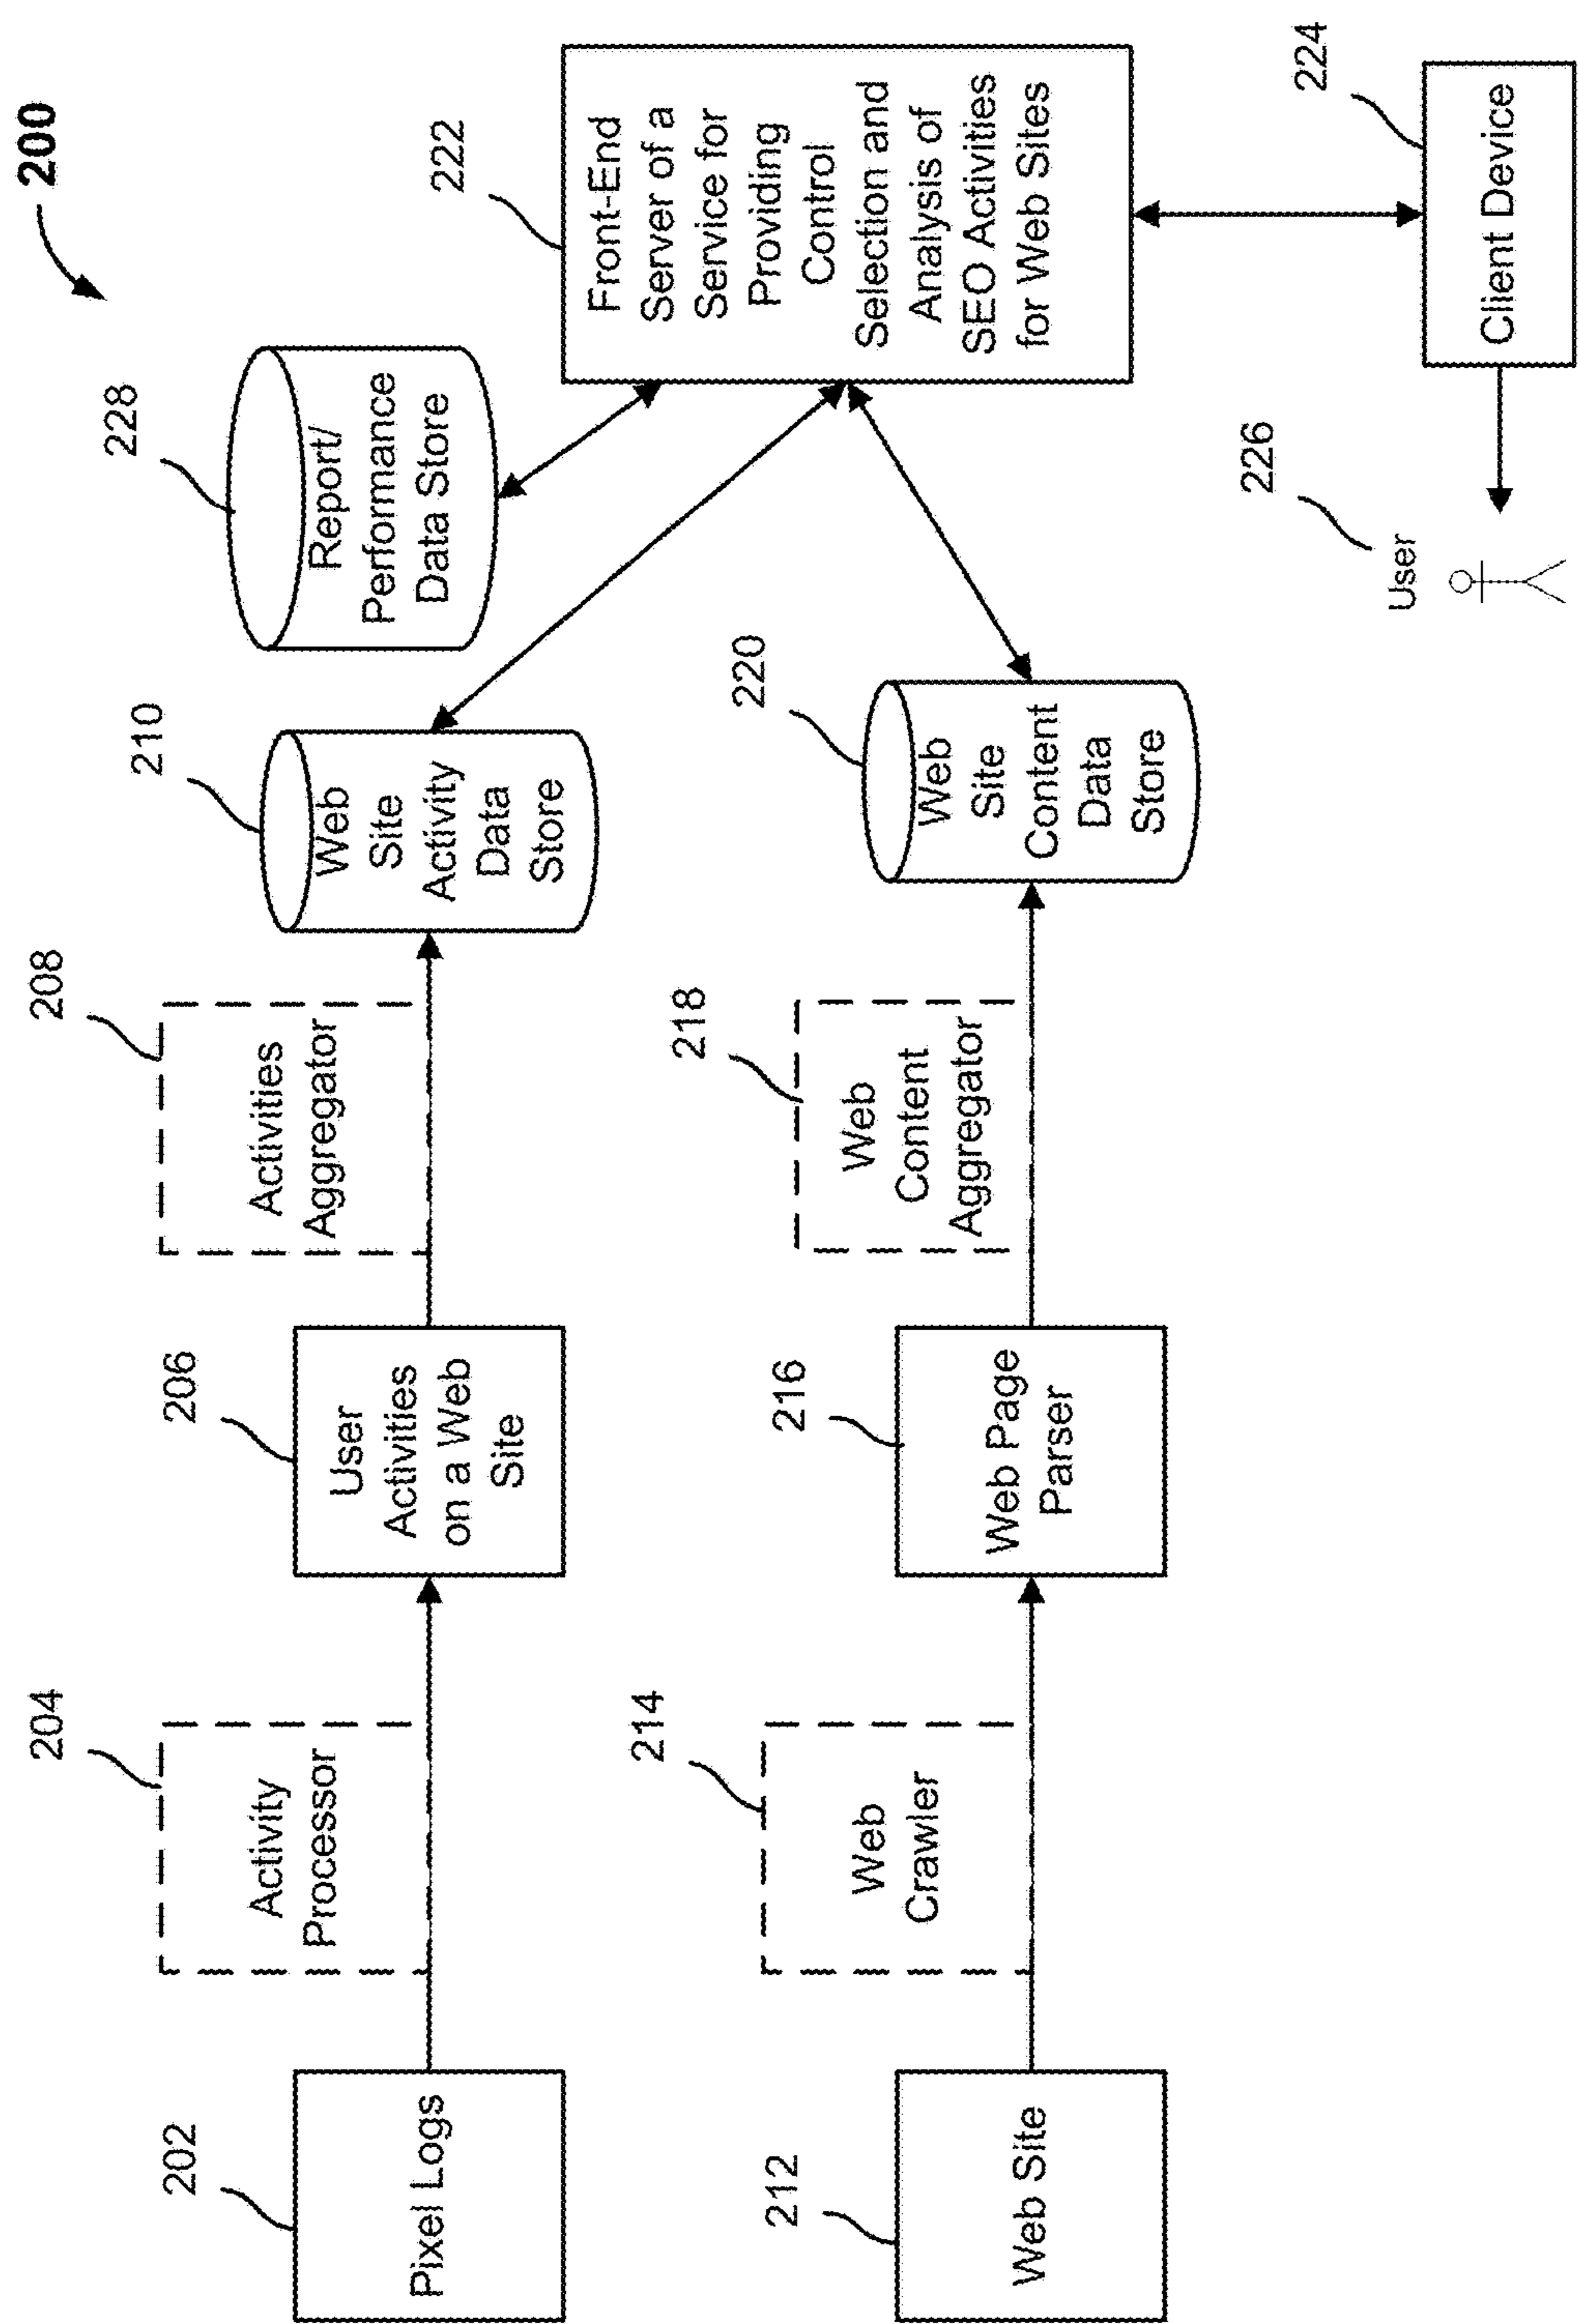 200
202
Pixel Logs
204
Activity
Processor
206
User
Activities
on a Web
Site
208
Activities
Aggregator
210
Web
Site
Activity
Data
Store
228
Report/
Performance
Data Store
212
Web Site
214
Web
Crawler
216
Web Page
Parser
218
Web
Content
Aggregator
220
Web
Site
Content
Data
Store
222
Front-End
Server of a
Service for
Providing
Control
Selection and
Analysis of
SEO Activities
for Web Sites
226
User
224
Client Device